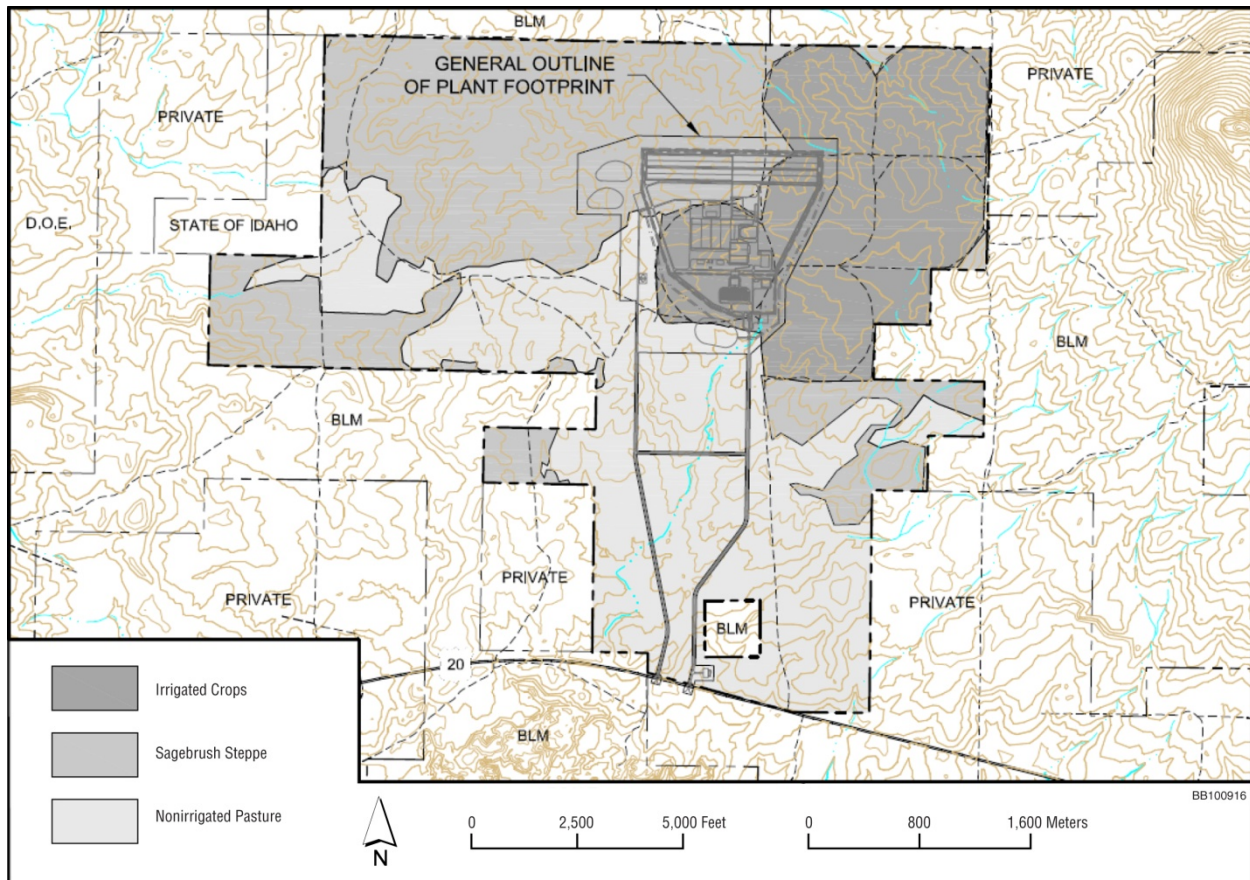 BLM
GENERAL OUTLINE
OF PLANT FOOTPRINT
PRIVATE
PRIVATE
D.O.E.
STATE OF IDAHO
BLM
BLM
PRIVATE
PRIVATE
PRIVATE
BLM
20
BLM
Irrigated Crops
Sagebrush Steppe
Nonirrigated Pasture
BB100916
N
0 2,500 5,000 Feet
0 800 1,600 Meters